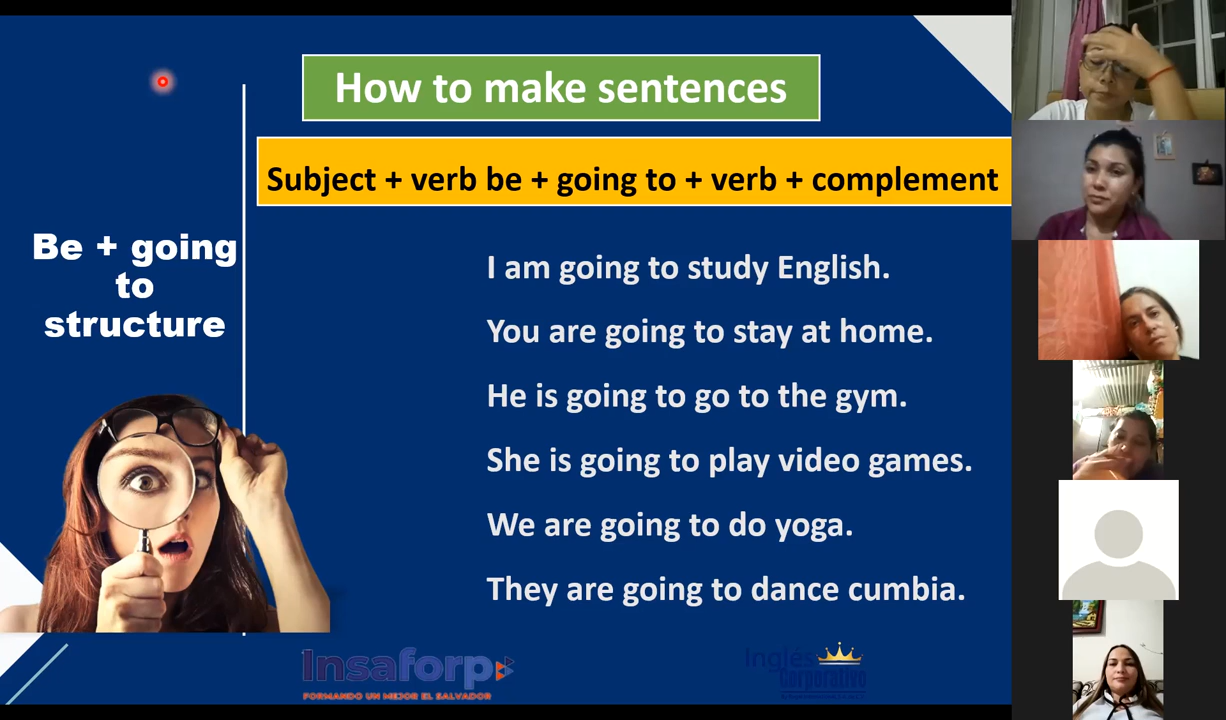 How to make sentences
Subject + verb be + going to + verb + complement
Be + going
to
structure
I am going to study English.
You are going to stay at home.
He is going to go to the gym.
She is going to play video games.
We are going to do yoga.
They are going to dance cumbia.
Insaforp
FORMANDO UN MEJOR EL SALVADOR
Inglés
Corporativo